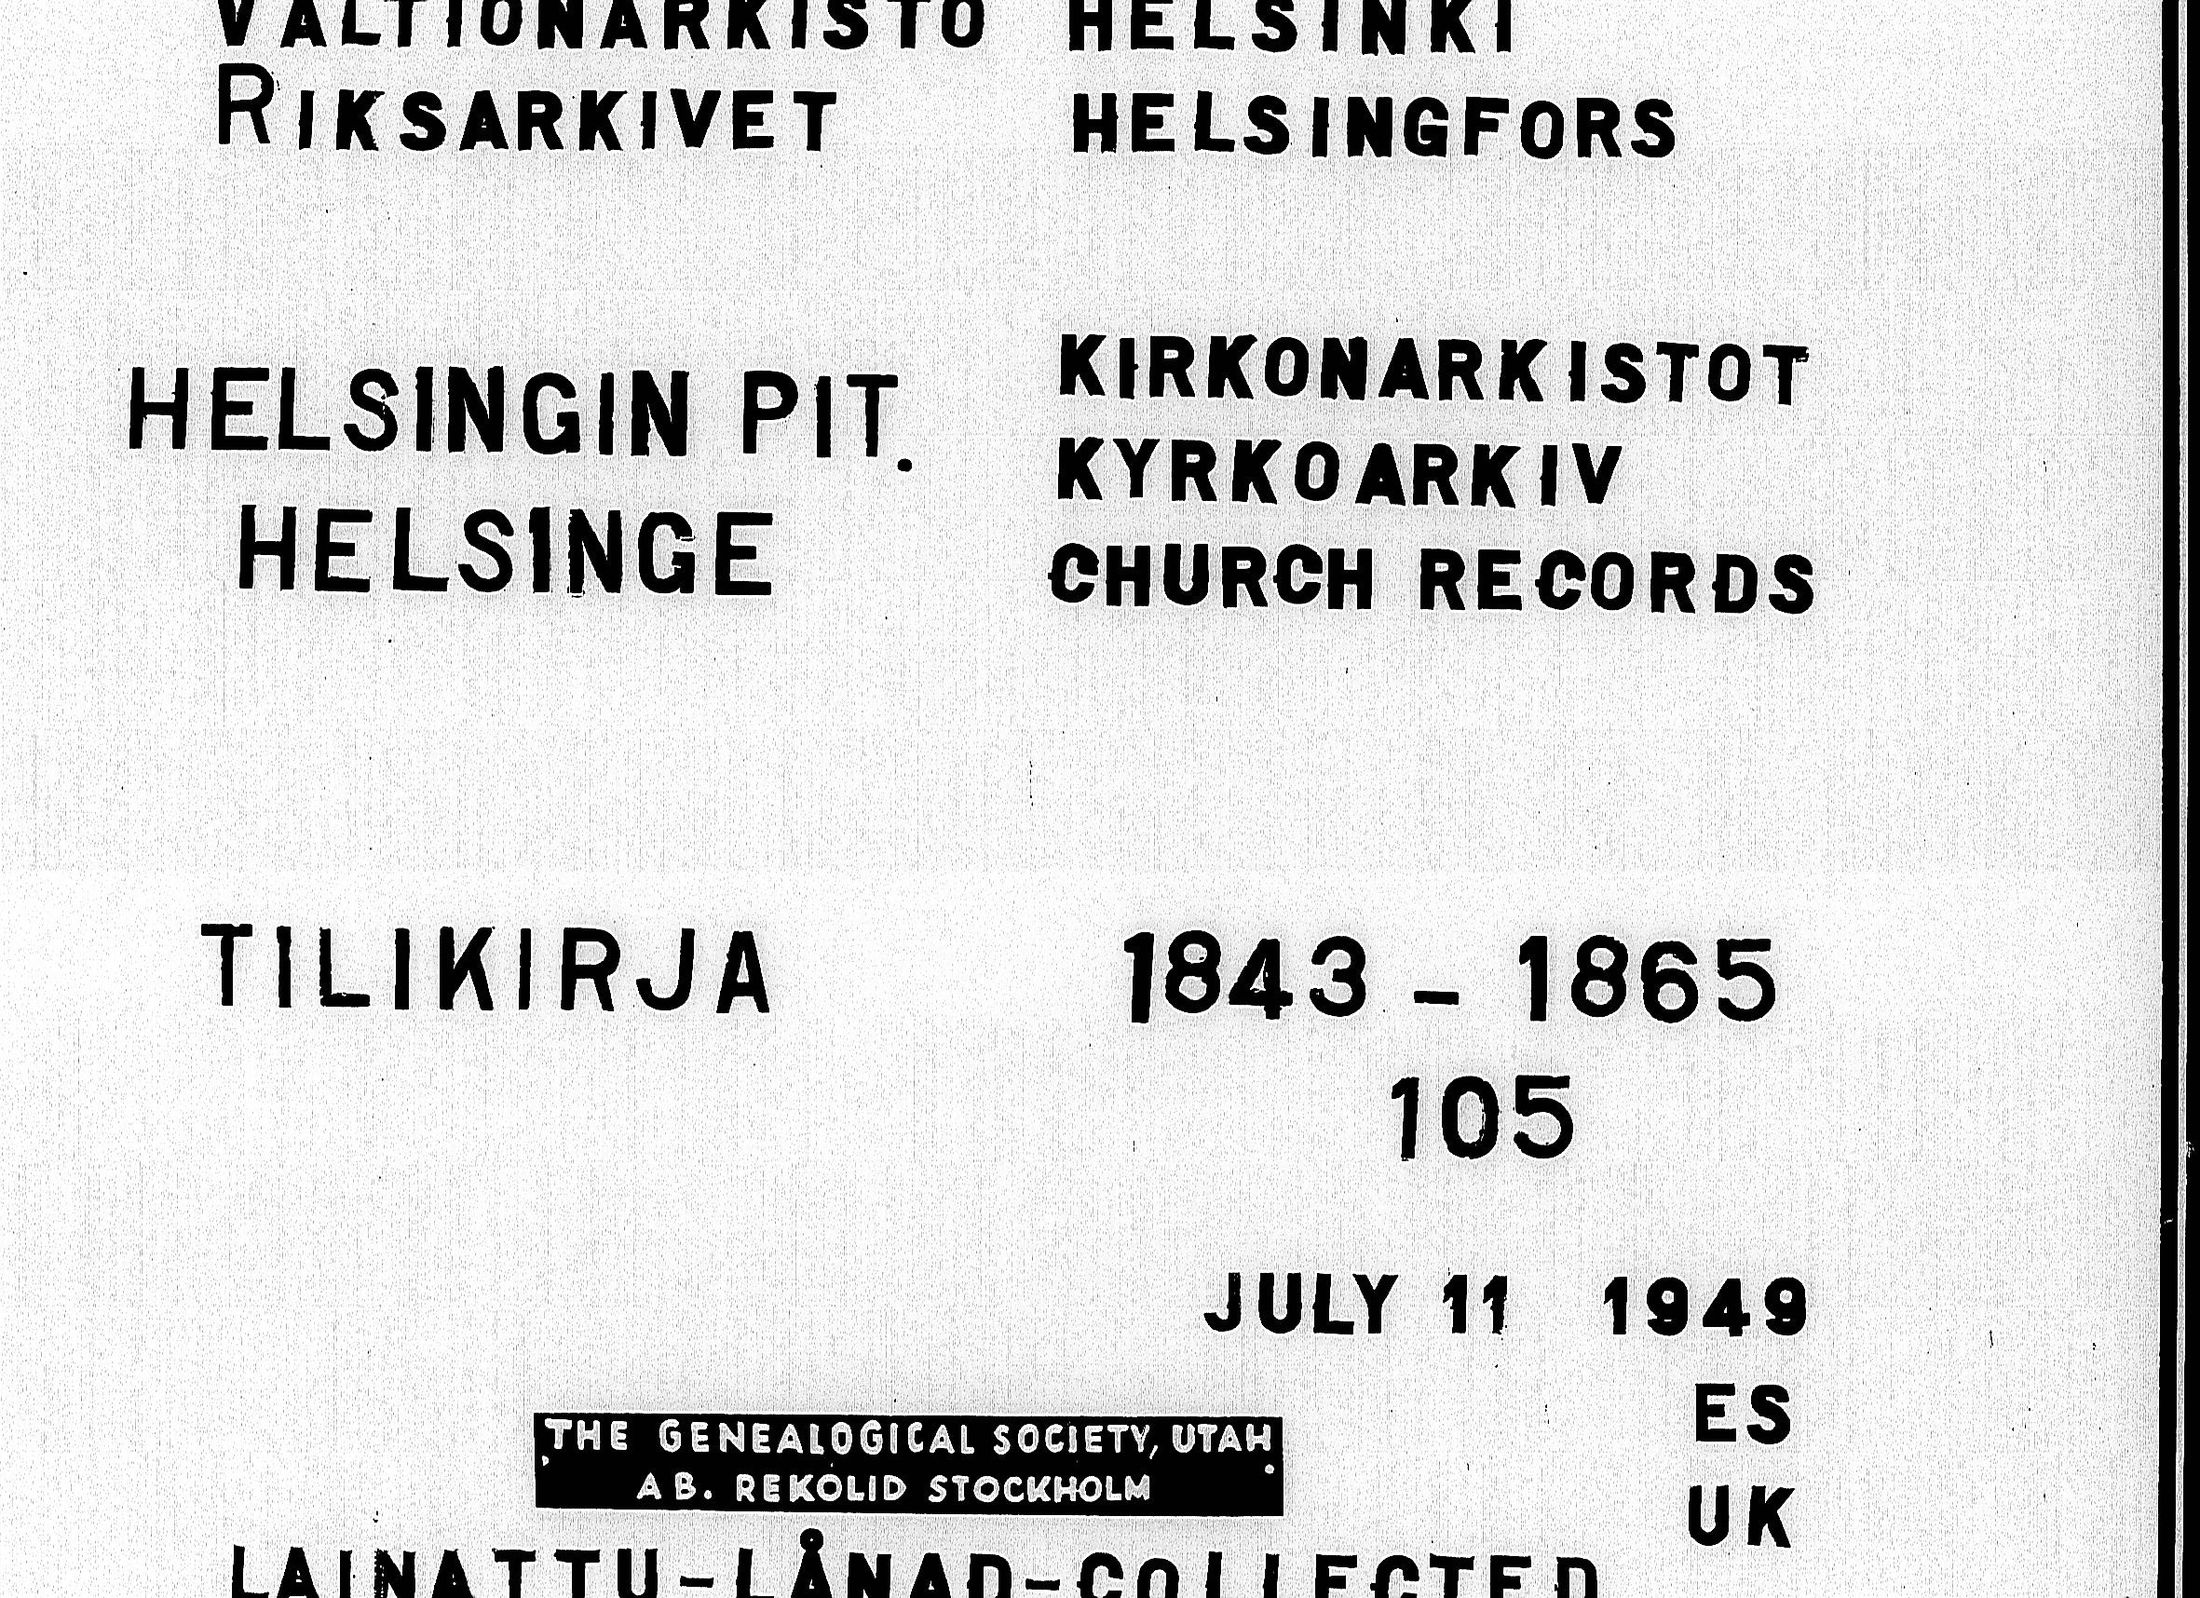 VALTIONARKISTO HELSINKI
RIKSARKIVET HELSINGFORS
HELSINGIN PIT.
HELSINGE
KIRKONARKISTOT
KYRKOARKIV
CHURCH RECORDS
TILIKIRJA 1843 - 1865
105
JULY 11 1949
ES
UK
THE GENEALOGICAL SOCIETY, UTAH
AB. REKOLID STOCKHOLM
LAINATTU-LÅNAD-COLLECTED